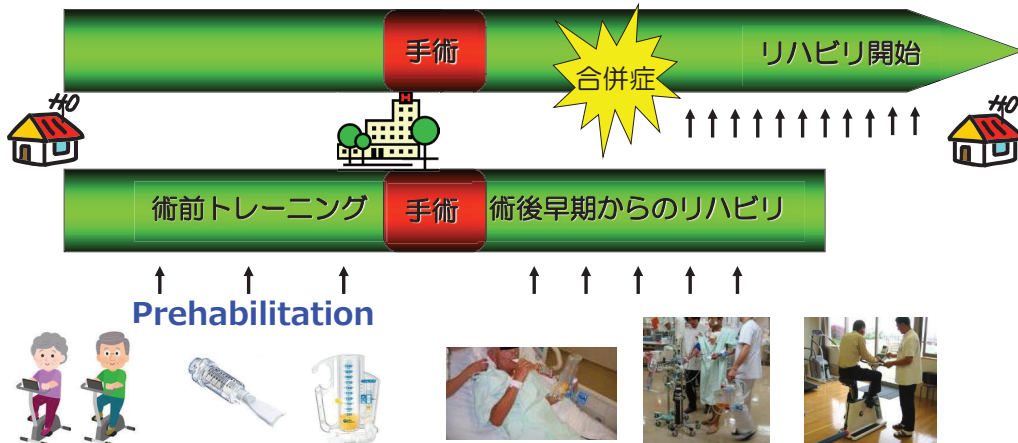 手術
合併症
リハビリ開始
H
術前トレーニング
手術
術後早期からのリハビリ
Prehabilitation